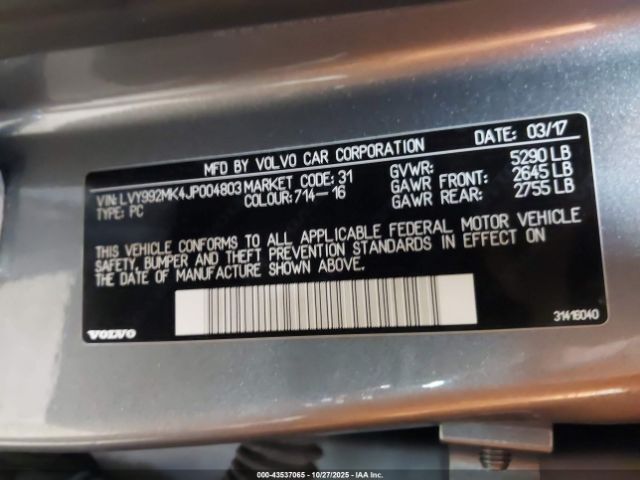 MFD BY VOLVO CAR CORPORATION DATE: 03/17
VIN: LVY992MK4JP004803 MARKET CODE: 31 GVWR: 5290 LB
TYPE: PC COLOUR: 714-16 GAWR FRONT: 2645 LB
GAWR REAR: 2755 LB
THIS VEHICLE CONFORMS TO ALL APPLICABLE FEDERAL MOTOR VEHICLE
SAFETY, BUMPER AND THEFT PREVENTION STANDARDS IN EFFECT ON
THE DATE OF MANUFACTURE SHOWN ABOVE.
VOLVO 31416040
000-43537065 - 10/27/2025 - IAAI.com